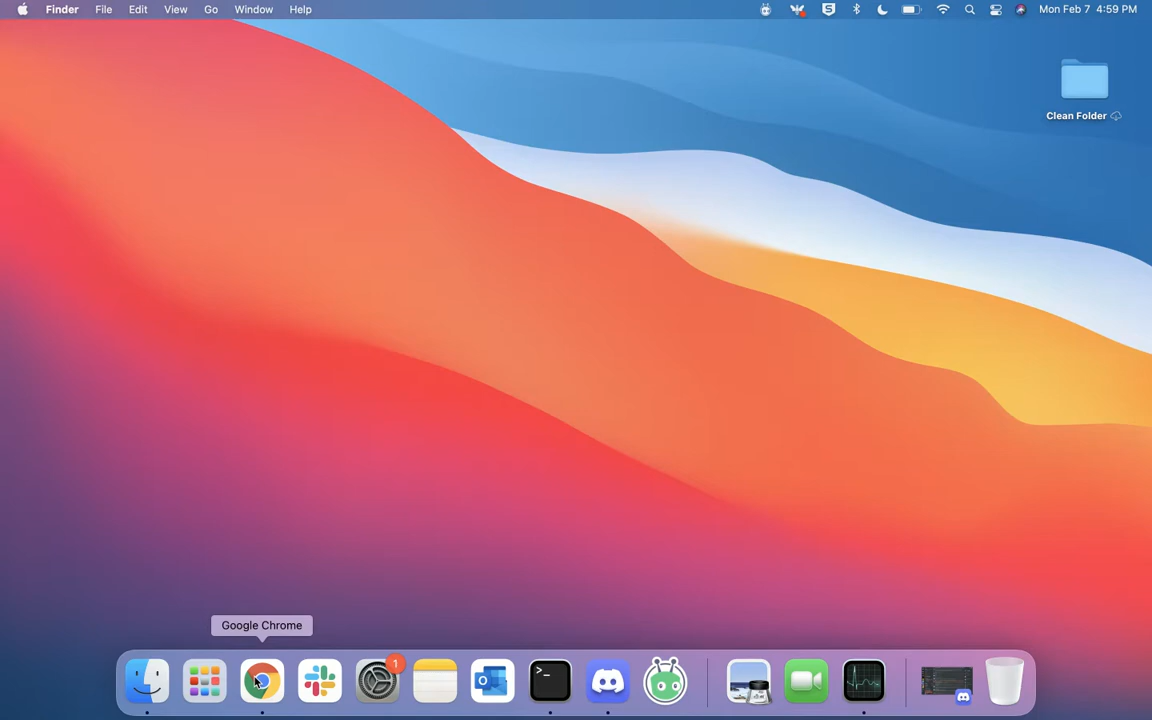 Finder File Edit View Go Window Help S Mon Feb 7 4:59 PM
Clean Folder
Google Chrome
1
>_
O